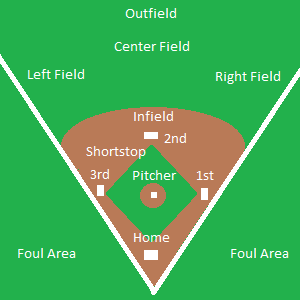 Outfield
Center Field
Left Field
Right Field
Infield
2nd
Shortstop
3rd
Pitcher
1st
Home
Foul Area
Foul Area